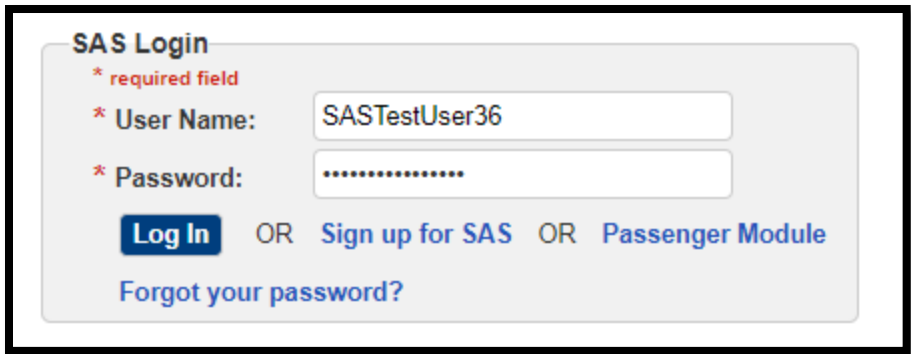 SAS Login
* required field
* User Name: SASTestUser36
* Password: ••••••••••••••••
Log In OR Sign up for SAS OR Passenger Module
Forgot your password?